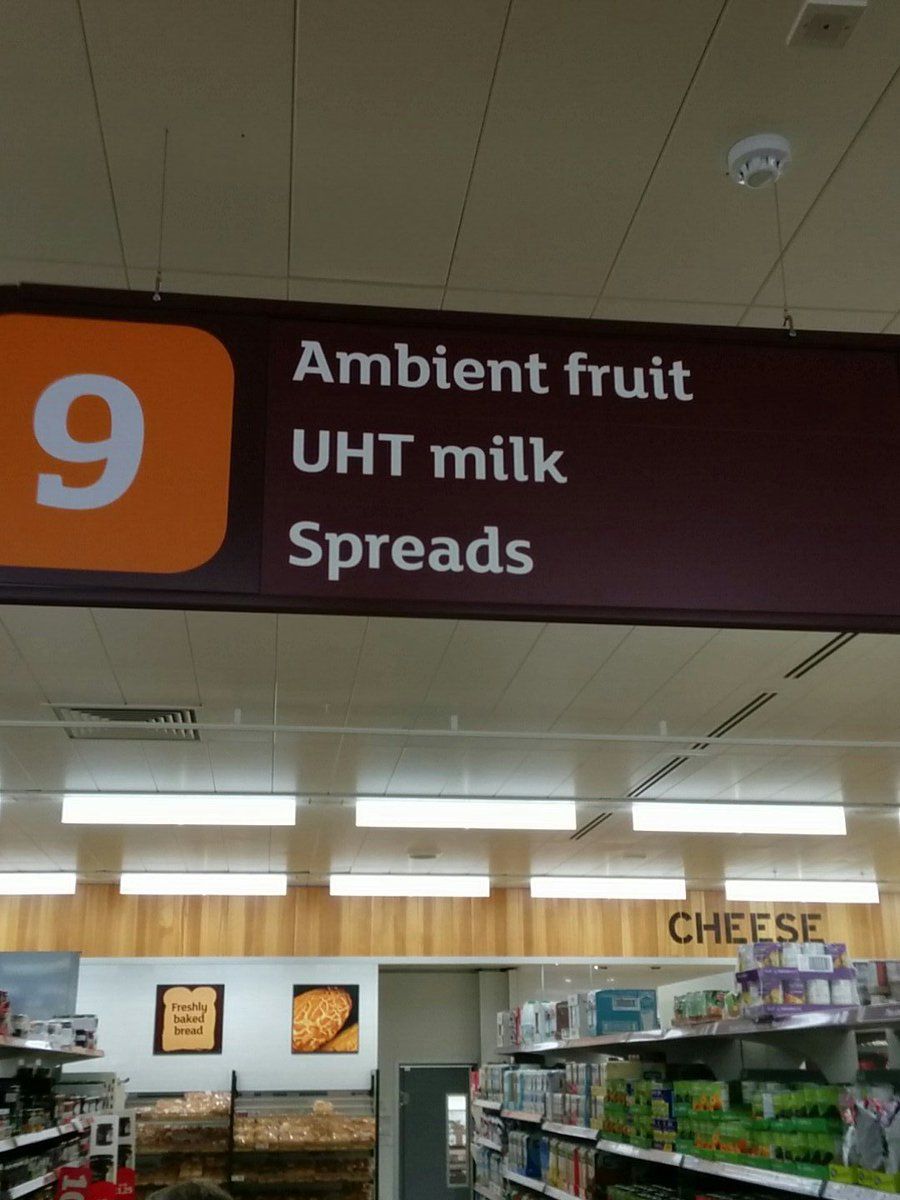 9
Ambient fruit
UHT milk
Spreads
CHEESE
Freshly
baked
bread